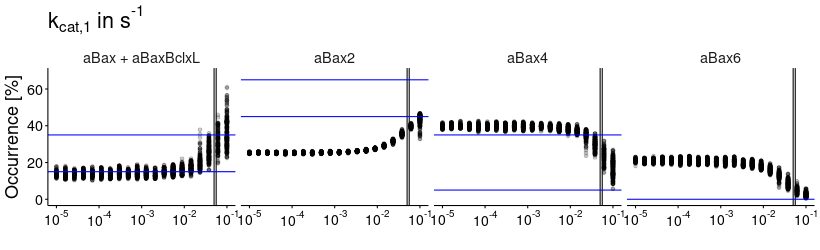 k_cat,1 in s^-1
aBax + aBaxBclxL aBax2 aBax4 aBax6
Occurrence [%]
60
40
20
0
10^-5 10^-4 10^-3 10^-2 10^-1 10^-5 10^-4 10^-3 10^-2 10^-1 10^-5 10^-4 10^-3 10^-2 10^-1 10^-5 10^-4 10^-3 10^-2 10^-1